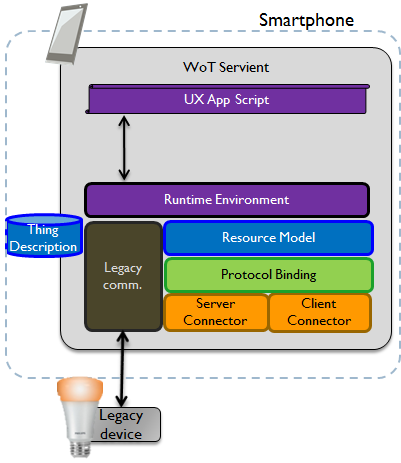 Smartphone
WoT Servient
UX App Script
Runtime Environment
Thing
Description
Resource Model
Legacy
comm.
Protocol Binding
Server
Connector
Client
Connector
Legacy
device